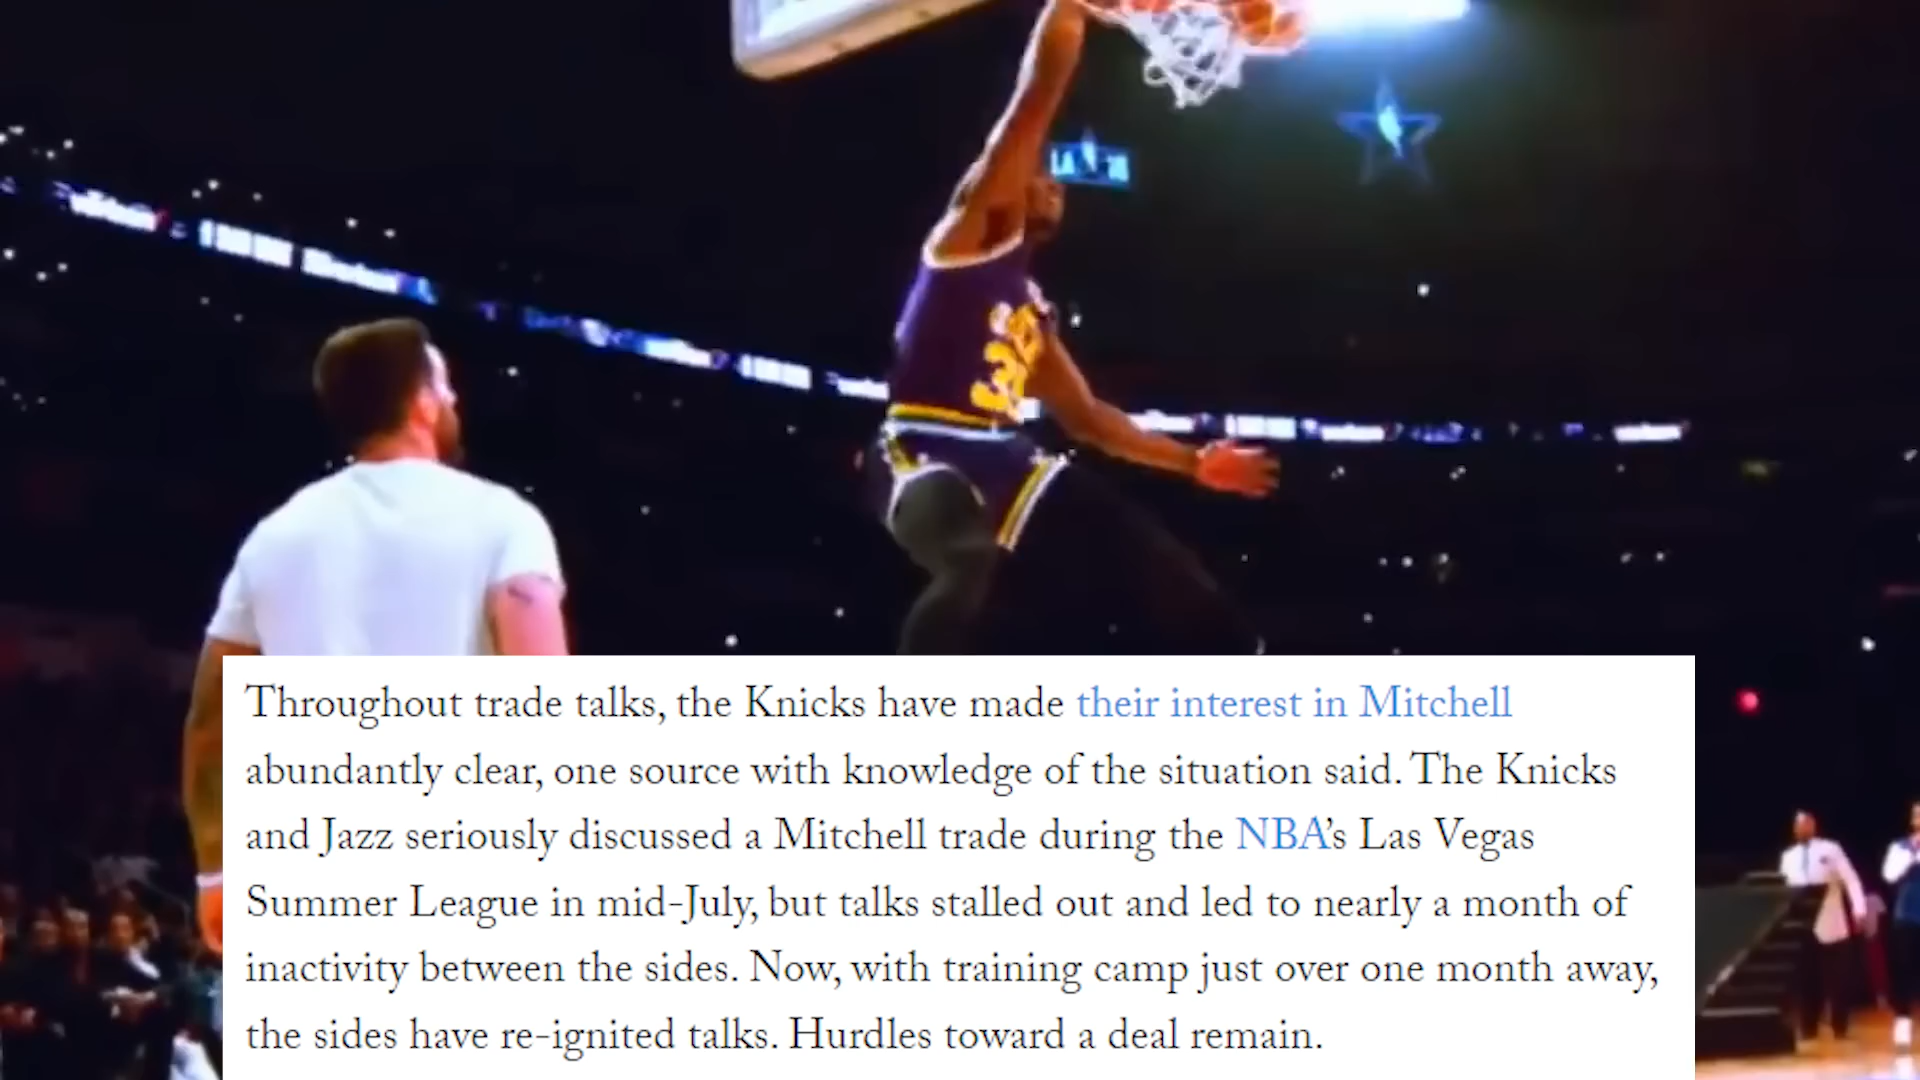 LA
Throughout trade talks, the Knicks have made their interest in Mitchell
abundantly clear, one source with knowledge of the situation said. The Knicks
and Jazz seriously discussed a Mitchell trade during the NBA's Las Vegas
Summer League in mid-July, but talks stalled out and led to nearly a month of
inactivity between the sides. Now, with training camp just over one month away,
the sides have re-ignited talks. Hurdles toward a deal remain.